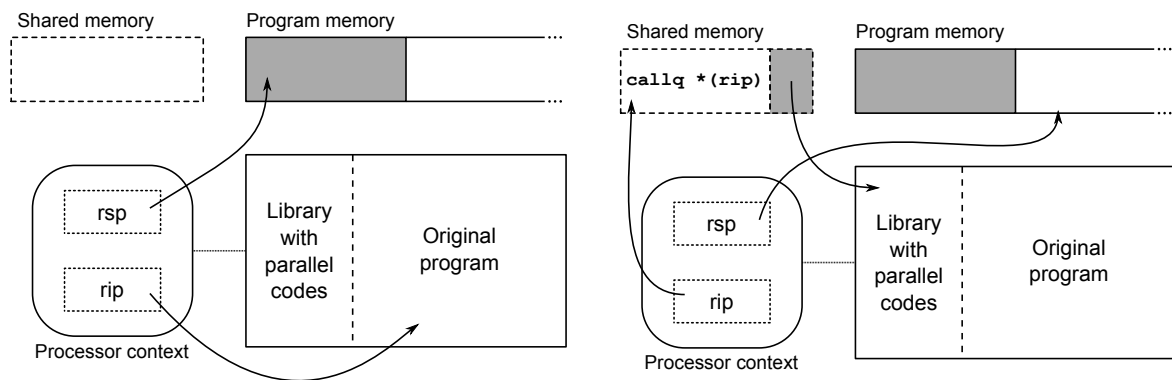 Shared memory
Program memory
...
...
rsp
rip
Processor context
Library
with
parallel
codes
Original
program
Shared memory
Program memory
callq *(rip)
...
...
rsp
rip
Processor context
Library
with
parallel
codes
Original
program